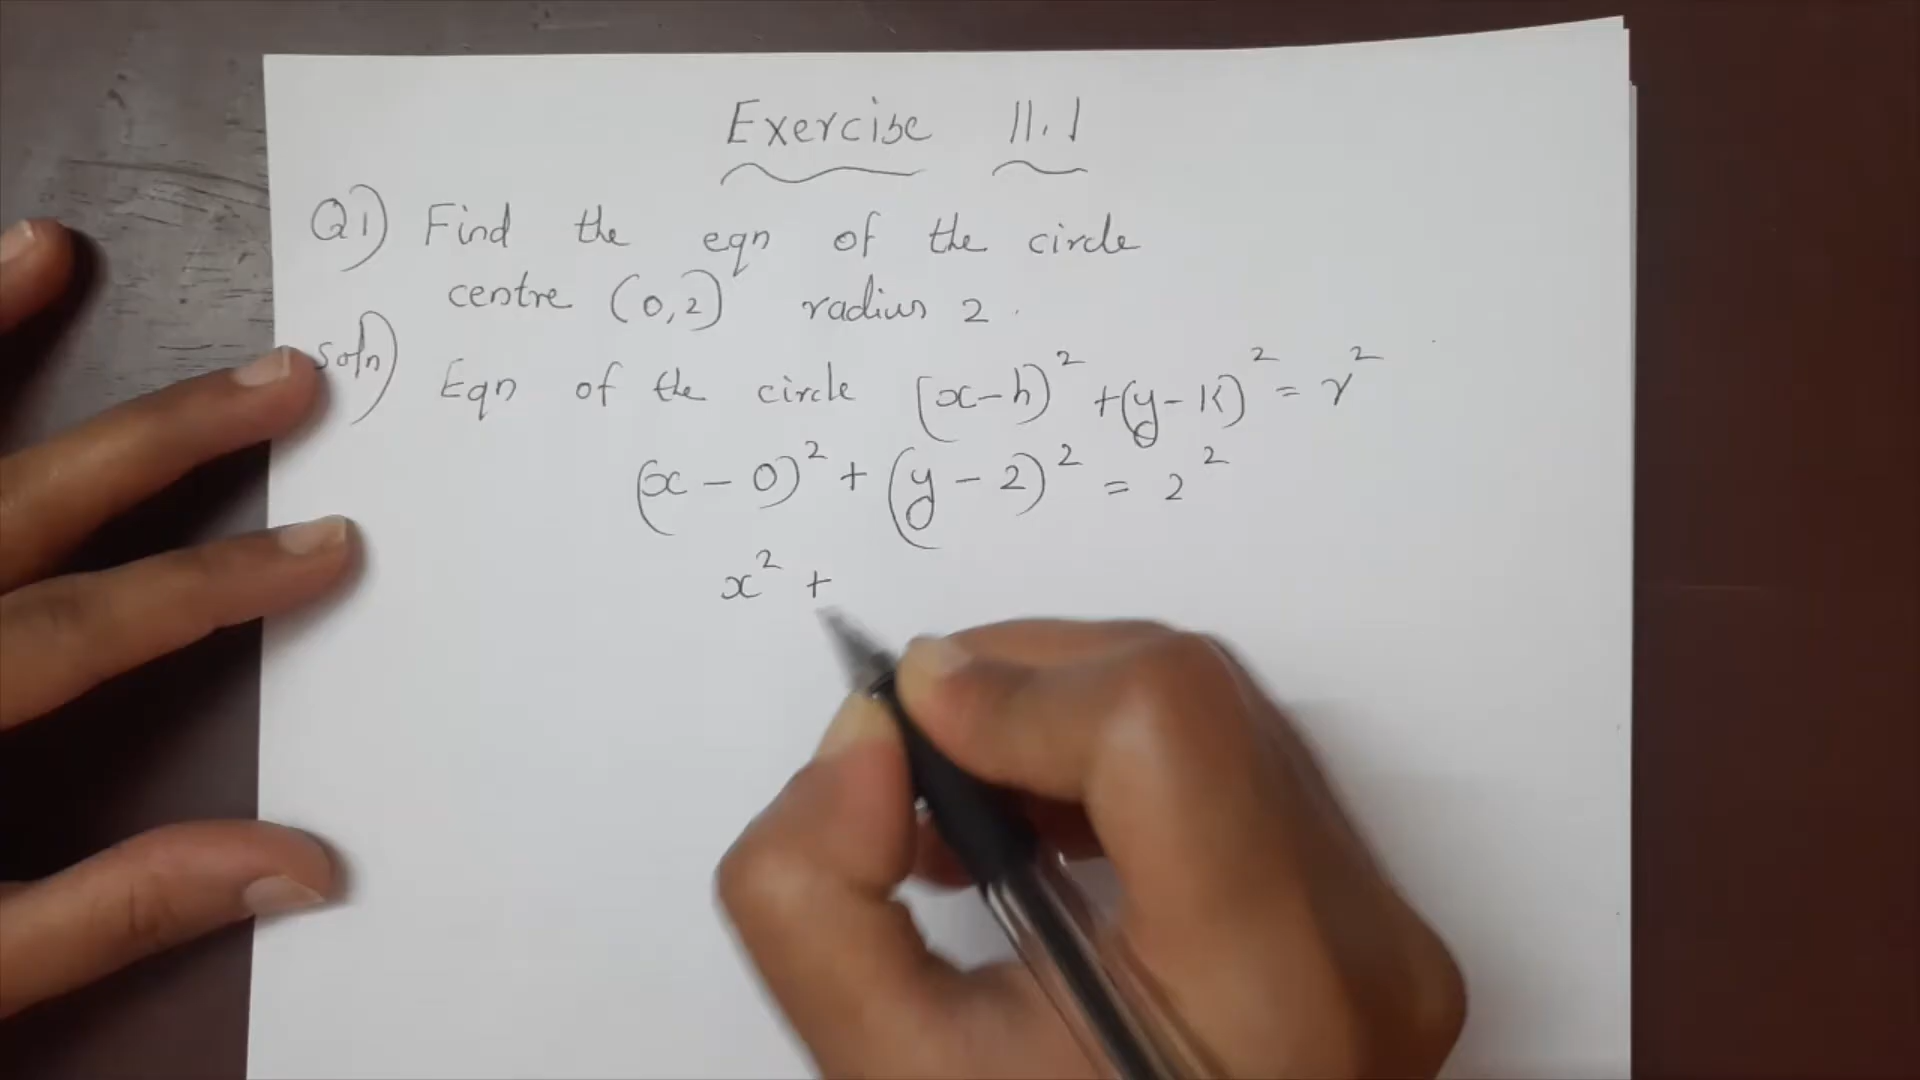 Exercise 11.1
Q1) Find the eqn of the circle
centre (0,2) radius 2.
Soln) Eqn of the circle (x-h)² +(y-k)² = r²
(x-0)² + (y-2)² = 2²
x² +